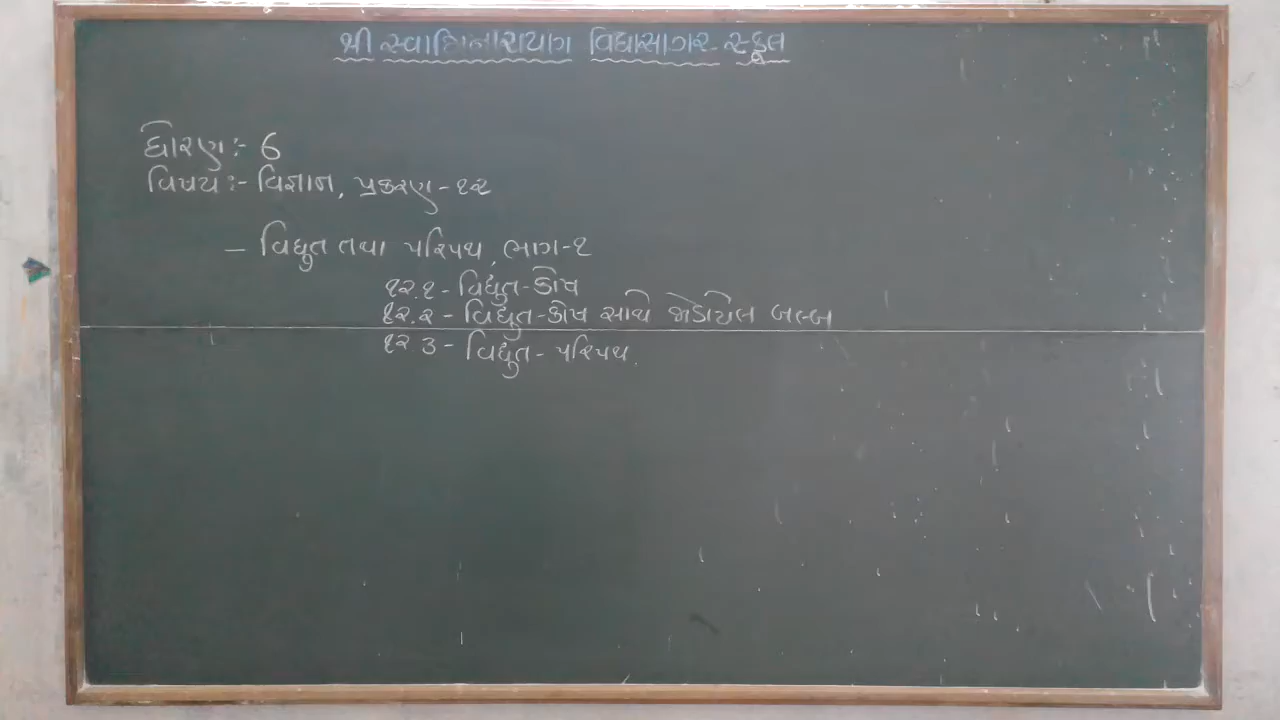 શ્રી સ્વામિનારાયણ વિદ્યાસાગર સ્કૂલ
ધોરણ:- 6
વિષય:- વિજ્ઞાન, પ્રકરણ-૧૨
- વિદ્યુત તથા પરિપથ, ભાગ-૧
૧૨.૧ - વિદ્યુત-કોષ
૧૨.૨ - વિદ્યુત-કોષ સાથે જોડાયેલ બલ્બ
૧૨.૩ - વિદ્યુત-પરિપથ.